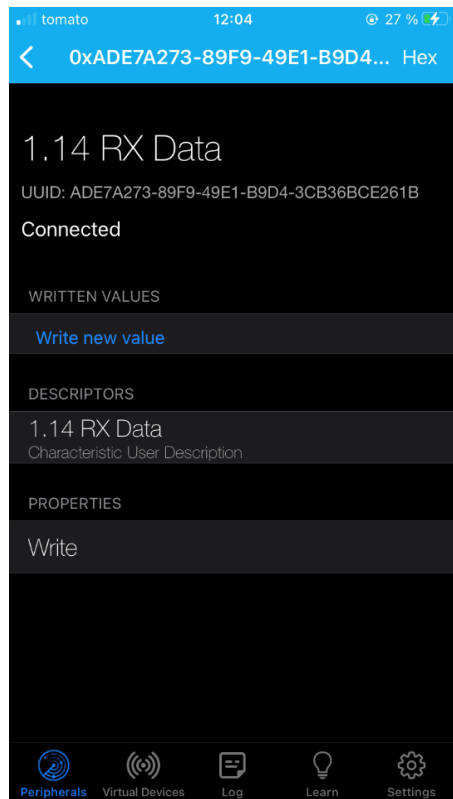 tomato 12:04 27 %
0xADE7A273-89F9-49E1-B9D4... Hex
1.14 RX Data
UUID: ADE7A273-89F9-49E1-B9D4-3CB36BCE261B
Connected
WRITTEN VALUES
Write new value
DESCRIPTORS
1.14 RX Data
Characteristic User Description
PROPERTIES
Write
Peripherals Virtual Devices Log Learn Settings